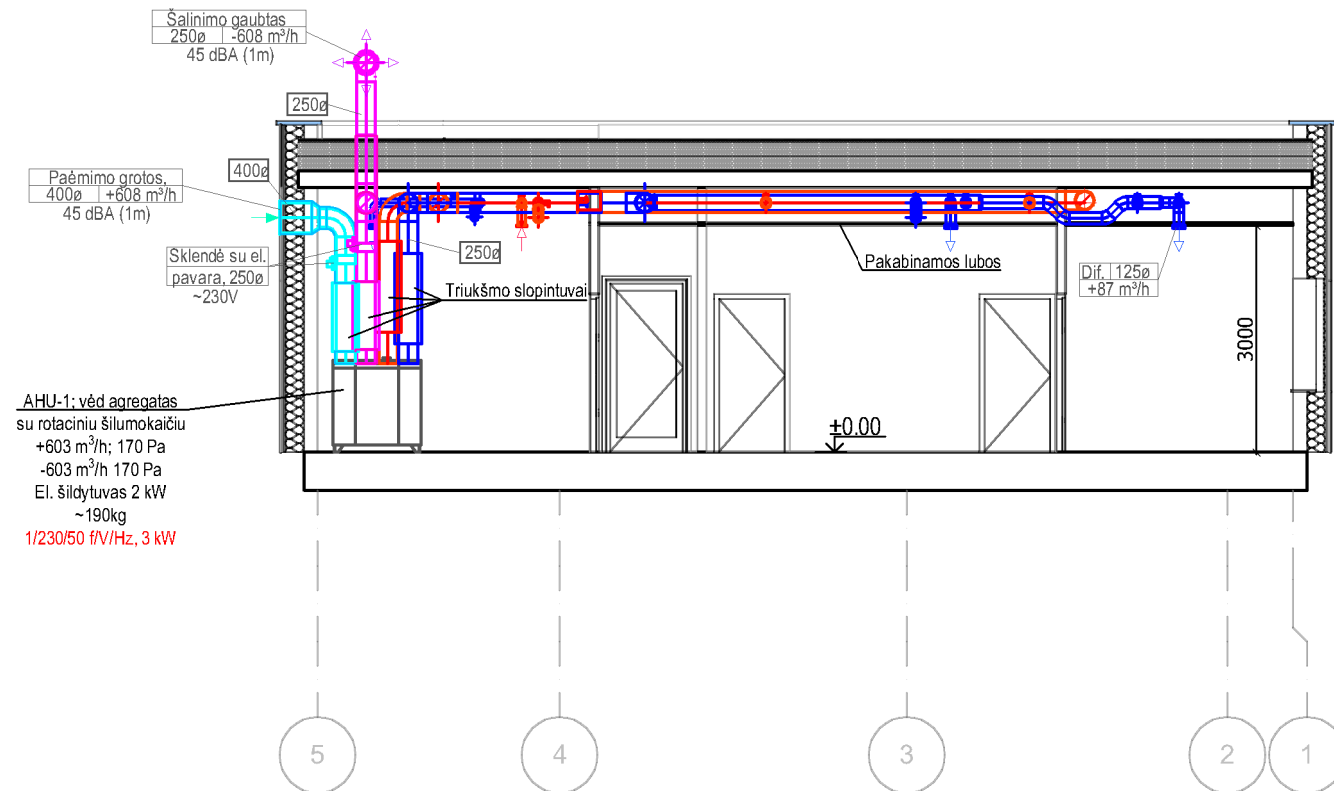 Šalinimo gaubtas
250ø -608 m³/h
45 dBA (1m)
250ø
400ø
Paėmimo grotos,
400ø +608 m³/h
45 dBA (1m)
Sklendė su el.
pavara, 250ø
~230V
250ø
Triukšmo slopintuvai
Pakabinamos lubos
Dif. 125ø
+87 m³/h
3000
±0.00
AHU-1; vėd agregatas
su rotaciniu šilumokaičiu
+603 m³/h; 170 Pa
-603 m³/h 170 Pa
El. šildytuvas 2 kW
~190kg
1/230/50 f/V/Hz, 3 kW
5
4
3
2
1